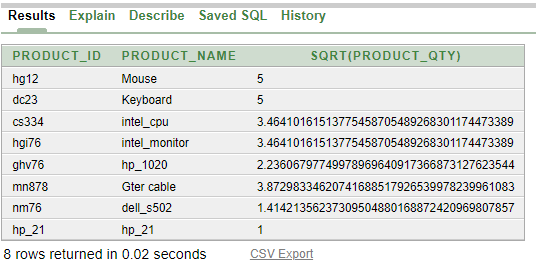 Results Explain Describe Saved SQL History
PRODUCT_ID PRODUCT_NAME SQRT(PRODUCT_QTY)
hg12 Mouse 5
dc23 Keyboard 5
cs334 intel_cpu 3.46410161513775458705489268301174473389
hgi76 intel_monitor 3.46410161513775458705489268301174473389
ghv76 hp_1020 2.23606797749978969640917366873127623544
mn878 Gter cable 3.87298334620741688517926539978239961083
nm76 dell_s502 1.41421356237309504880168872420969807857
hp_21 hp_21 1
8 rows returned in 0.02 seconds CSV Export